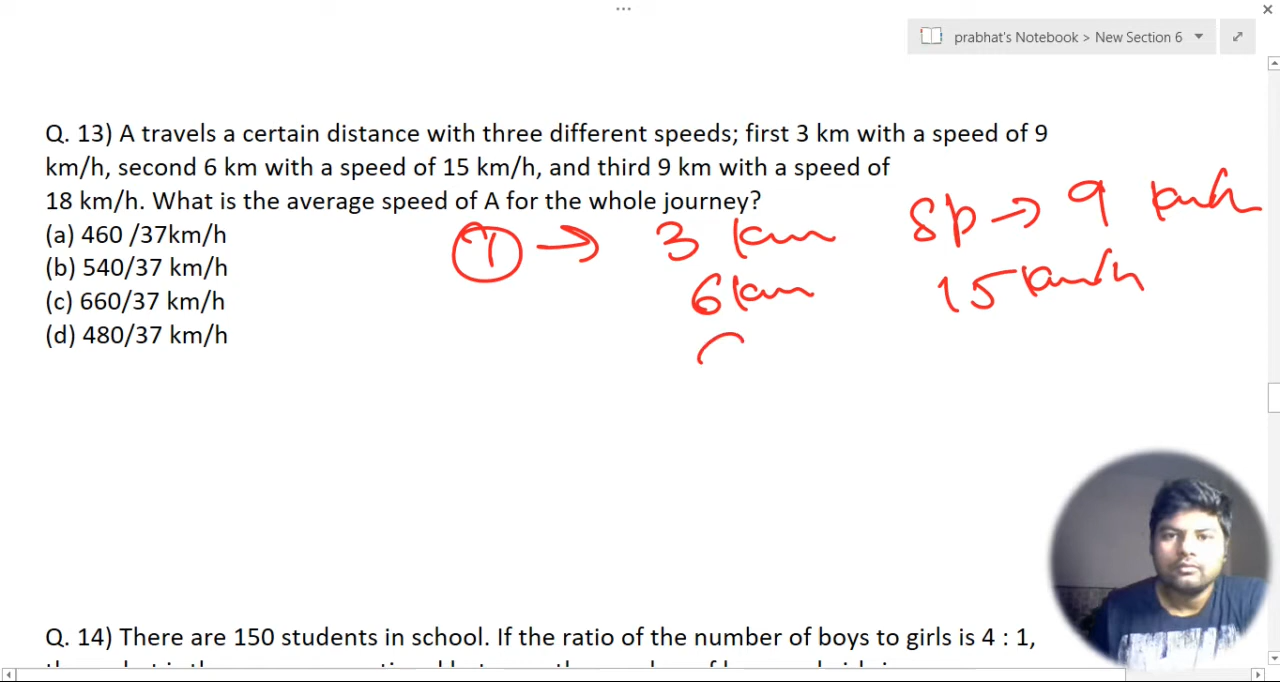 prabhat's Notebook > New Section 6
Q. 13) A travels a certain distance with three different speeds; first 3 km with a speed of 9
km/h, second 6 km with a speed of 15 km/h, and third 9 km with a speed of
18 km/h. What is the average speed of A for the whole journey?
(a) 460 /37km/h
(b) 540/37 km/h
(c) 660/37 km/h
(d) 480/37 km/h
1 → 3 km Sp → 9 km/h
6 km 15 km/h
Q. 14) There are 150 students in school. If the ratio of the number of boys to girls is 4 : 1,